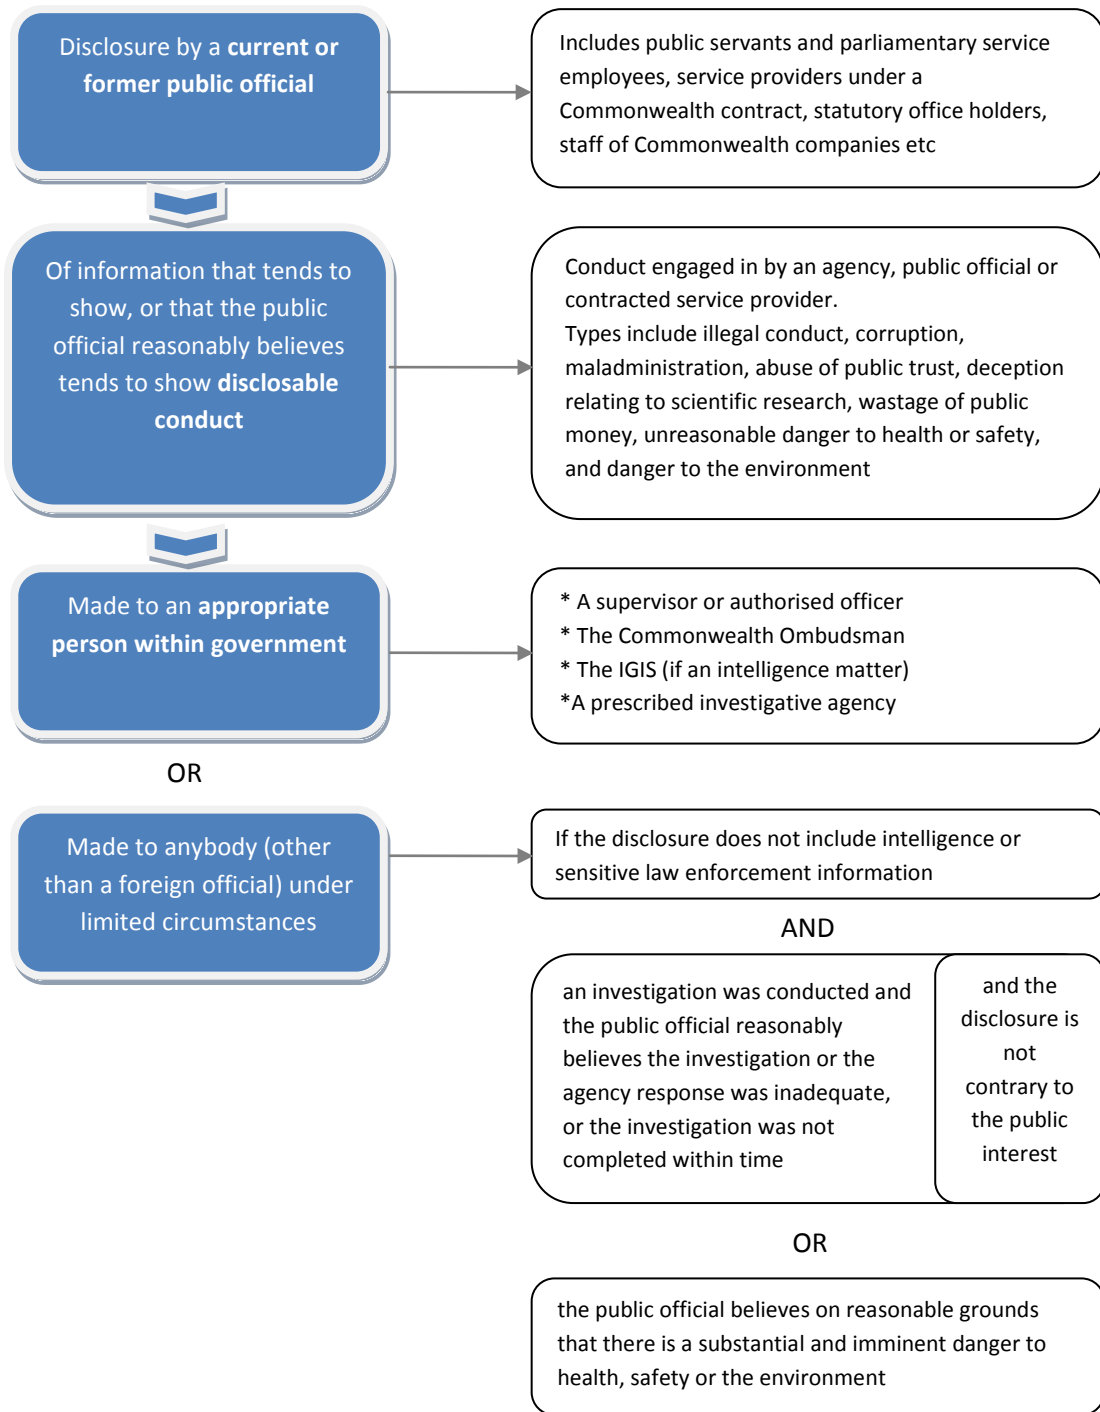 Disclosure by a current or
former public official
Includes public servants and parliamentary service
employees, service providers under a
Commonwealth contract, statutory office holders,
staff of Commonwealth companies etc
Of information that tends to
show, or that the public
official reasonably believes
tends to show disclosable
conduct
Conduct engaged in by an agency, public official or
contracted service provider.
Types include illegal conduct, corruption,
maladministration, abuse of public trust, deception
relating to scientific research, wastage of public
money, unreasonable danger to health or safety,
and danger to the environment
Made to an appropriate
person within government
* A supervisor or authorised officer
* The Commonwealth Ombudsman
* The IGIS (if an intelligence matter)
*A prescribed investigative agency
OR
Made to anybody (other
than a foreign official) under
limited circumstances
If the disclosure does not include intelligence or
sensitive law enforcement information
AND
an investigation was conducted and
the public official reasonably
believes the investigation or the
agency response was inadequate,
or the investigation was not
completed within time
and the
disclosure is
not
contrary to
the public
interest
OR
the public official believes on reasonable grounds
that there is a substantial and imminent danger to
health, safety or the environment